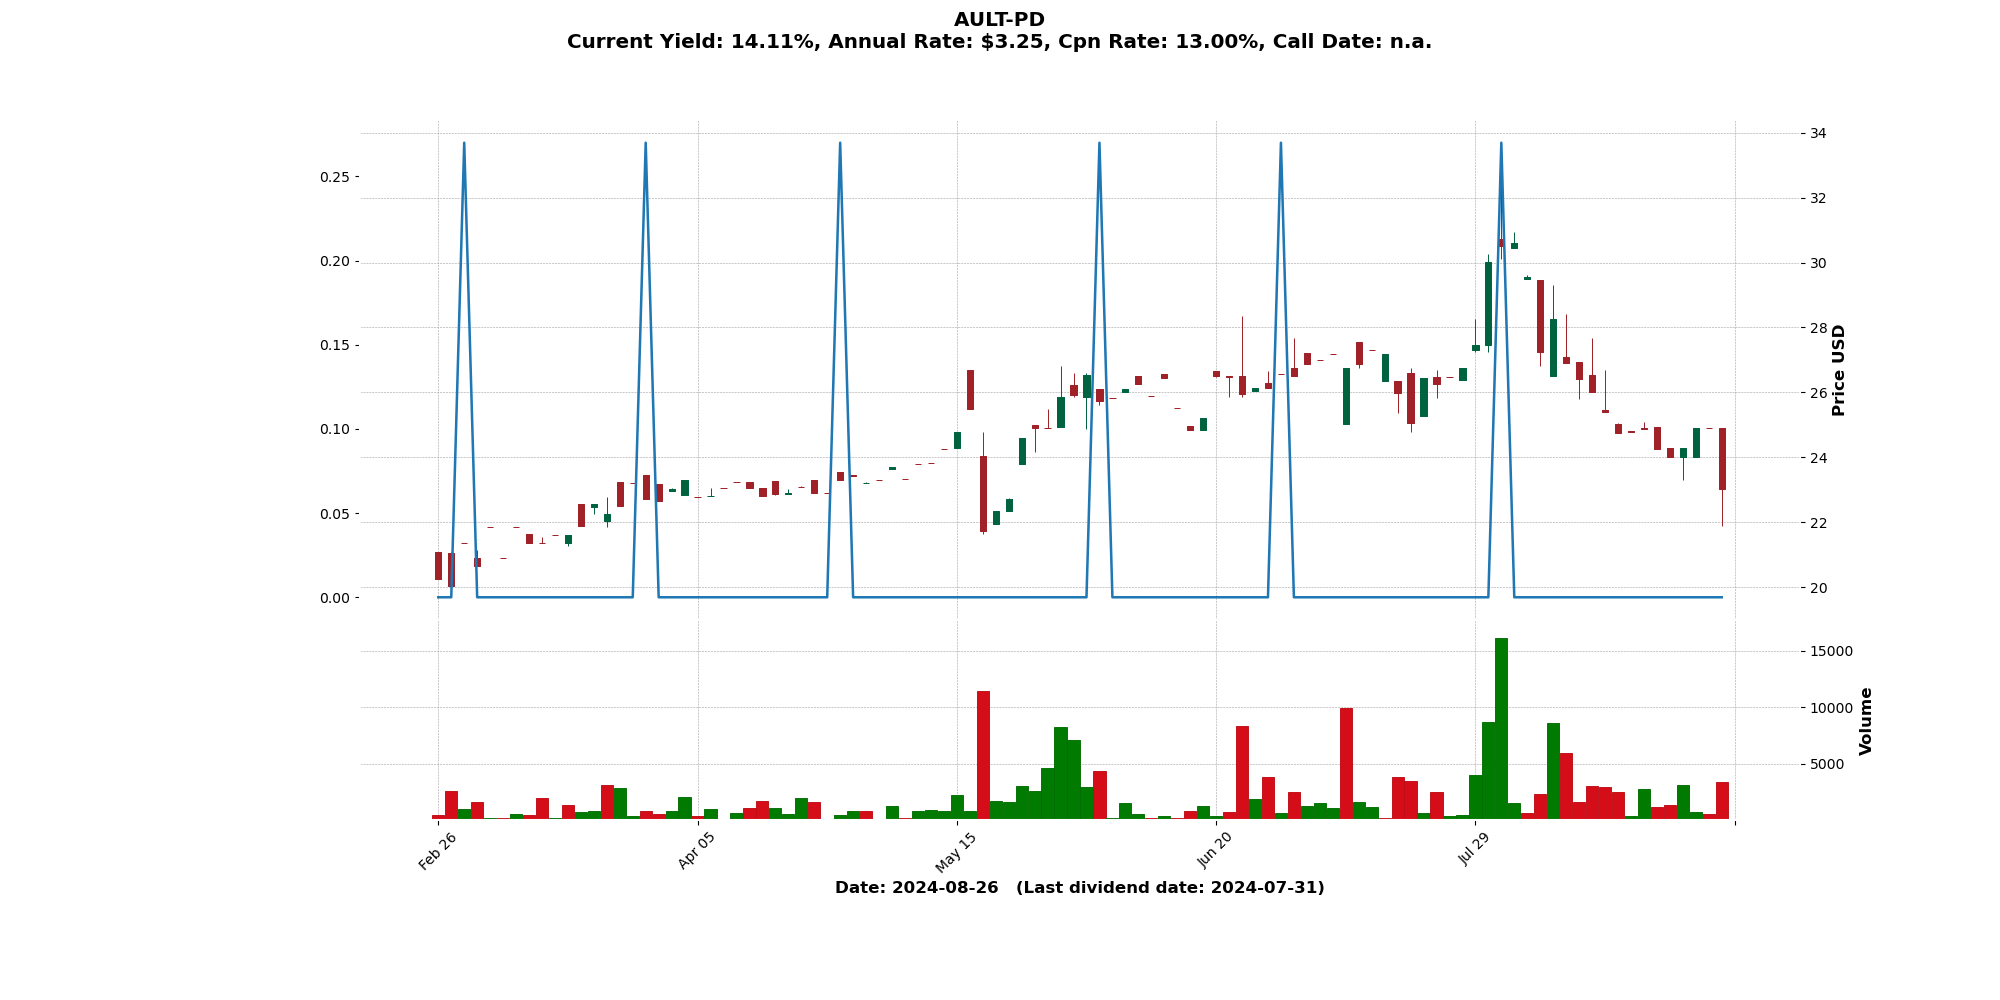 AULT-PD
Current Yield: 14.11%, Annual Rate: $3.25, Cpn Rate: 13.00%, Call Date: n.a.
0.25
0.20
0.15
0.10
0.05
0.00
34
32
30
28
26
24
22
20
Price USD
15000
10000
5000
Volume
Feb 26
Apr 05
May 15
Jun 20
Jul 29
Date: 2024-08-26 (Last dividend date: 2024-07-31)